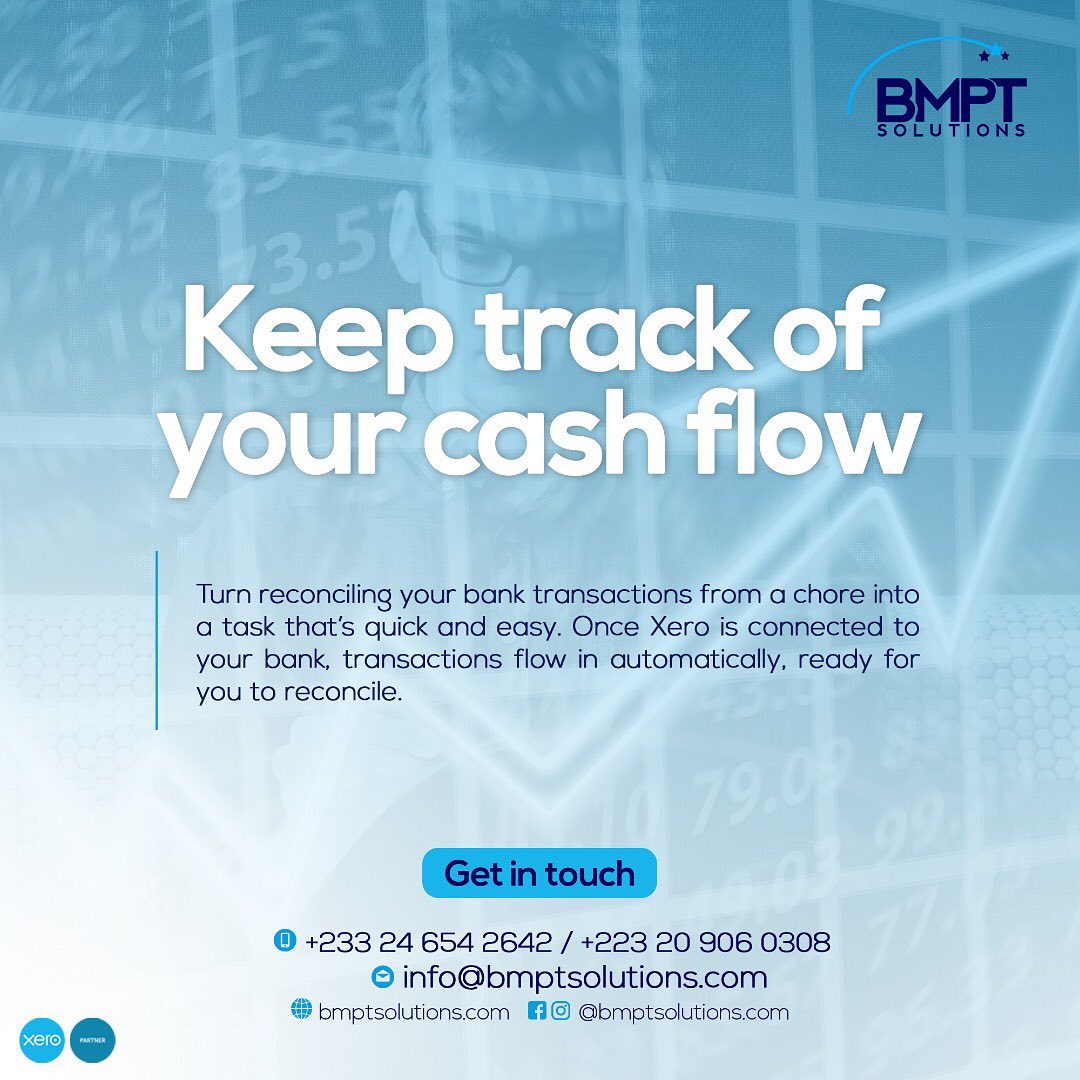 BMPT
SOLUTIONS
Keep track of
your cash flow
Turn reconciling your bank transactions from a chore into
a task that's quick and easy. Once Xero is connected to
your bank, transactions flow in automatically, ready for
you to reconcile.
79.09
Get in touch
+233 24 654 2642 / +223 20 906 0308
info@bmptsolutions.com
bmptsolutions.com @bmptsolutions.com
xero PARTNER